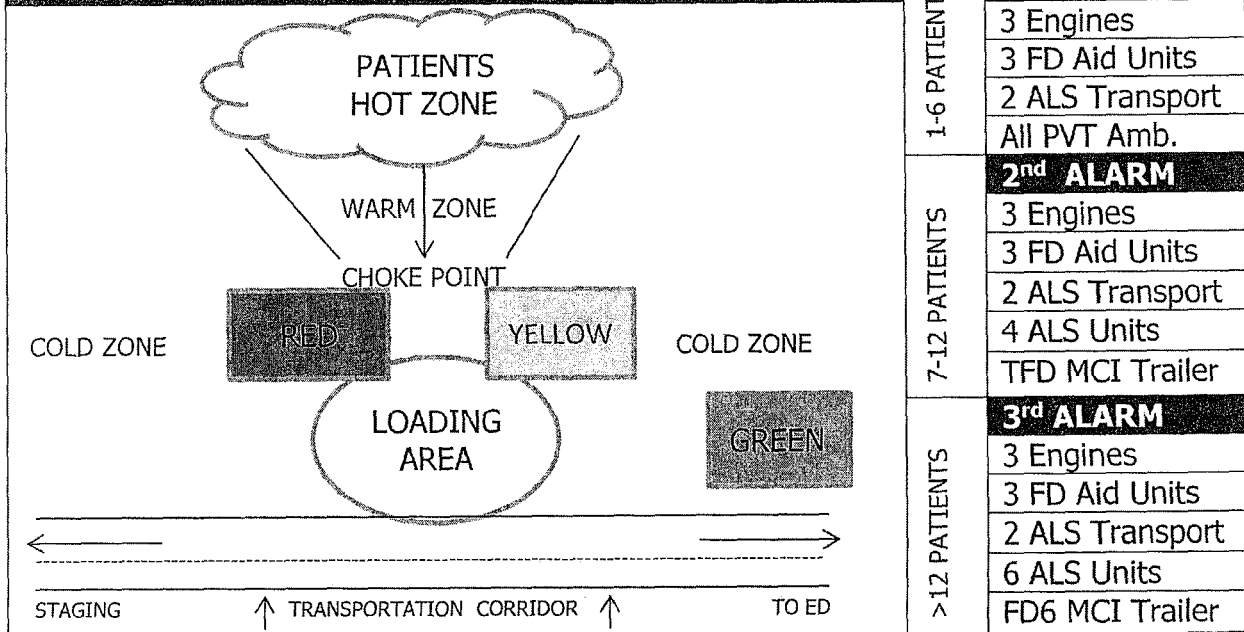 PATIENTS
HOT ZONE
WARM ZONE
CHOKE POINT
RED
YELLOW
COLD ZONE
COLD ZONE
LOADING
AREA
GREEN
STAGING
TRANSPORTATION CORRIDOR
TO ED
1-6 PATIENT
3 Engines
3 FD Aid Units
2 ALS Transport
All PVT Amb.
7-12 PATIENTS
2nd ALARM
3 Engines
3 FD Aid Units
2 ALS Transport
4 ALS Units
TFD MCI Trailer
>12 PATIENTS
3rd ALARM
3 Engines
3 FD Aid Units
2 ALS Transport
6 ALS Units
FD6 MCI Trailer